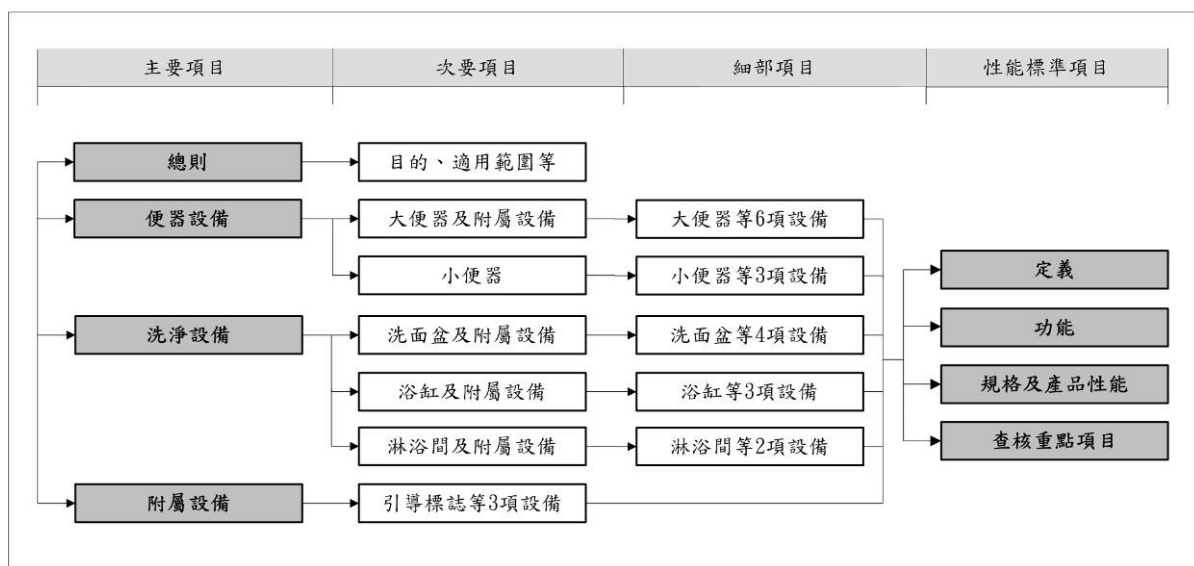 主要項目
次要項目
細部項目
性能標準項目
總則
目的、適用範圍等
便器設備
大便器及附屬設備
大便器等6項設備
小便器
小便器等3項設備
定義
洗淨設備
洗面盆及附屬設備
洗面盆等4項設備
功能
浴缸及附屬設備
浴缸等3項設備
規格及產品性能
淋浴間及附屬設備
淋浴間等2項設備
查核重點項目
附屬設備
引導標誌等3項設備